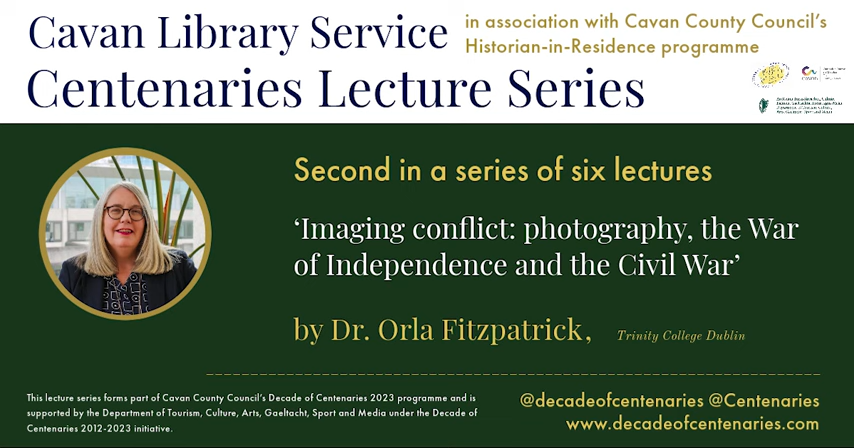 Cavan Library Service
in association with Cavan County Council's
Historian-in-Residence programme
Centenaries Lecture Series
Second in a series of six lectures
‘Imaging conflict: photography, the War
of Independence and the Civil War’
by Dr. Orla Fitzpatrick, Trinity College Dublin
This lecture series forms part of Cavan County Council's Decade of Centenaries 2023 programme and is
supported by the Department of Tourism, Culture, Arts, Gaeltacht, Sport and Media under the Decade of
Centenaries 2012-2023 initiative.
@decadeofcentenaries @Centenaries
www.decadeofcentenaries.com